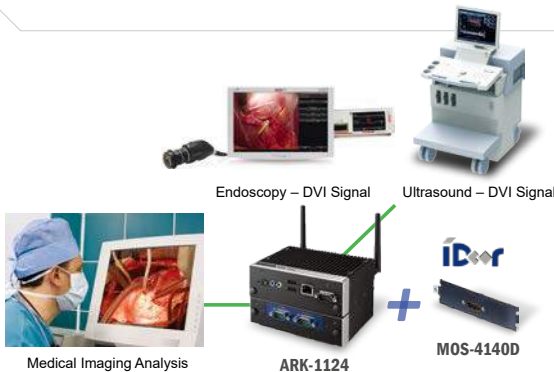 Endoscopy – DVI Signal
Ultrasound – DVI Signal
iDoor
MOS-4140D
Medical Imaging Analysis
ARK-1124